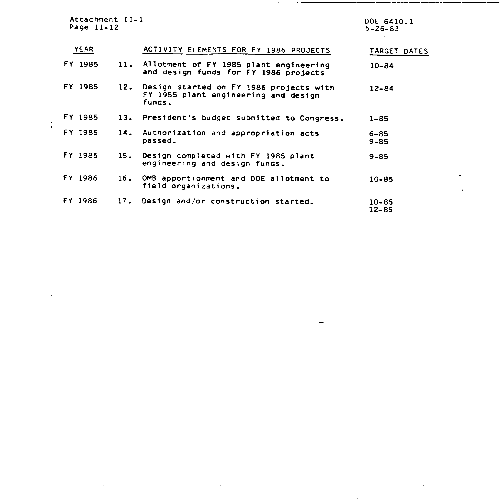 Attachment II-1
DOE 6410.1
Page II-12
5-26-83
YEAR ACTIVITY ELEMENTS FOR FY 1986 PROJECTS TARGET DATES
FY 1985 11. Allotment of FY 1985 plant engineering 10-84
and design funds for FY 1986 projects
FY 1985 12. Design started on FY 1986 projects with 12-84
FY 1985 plant engineering and design
funds.
FY 1985 13. President's budget submitted to Congress. 1-85
FY 1985 14. Authorization and appropriation acts 6-85
passed. 9-85
FY 1985 15. Design completed with FY 1985 plant 9-85
engineering and design funds.
FY 1986 16. OMB apportionment and DOE allotment to 10-85
field organizations.
FY 1986 17. Design and/or construction started. 10-85
12-85